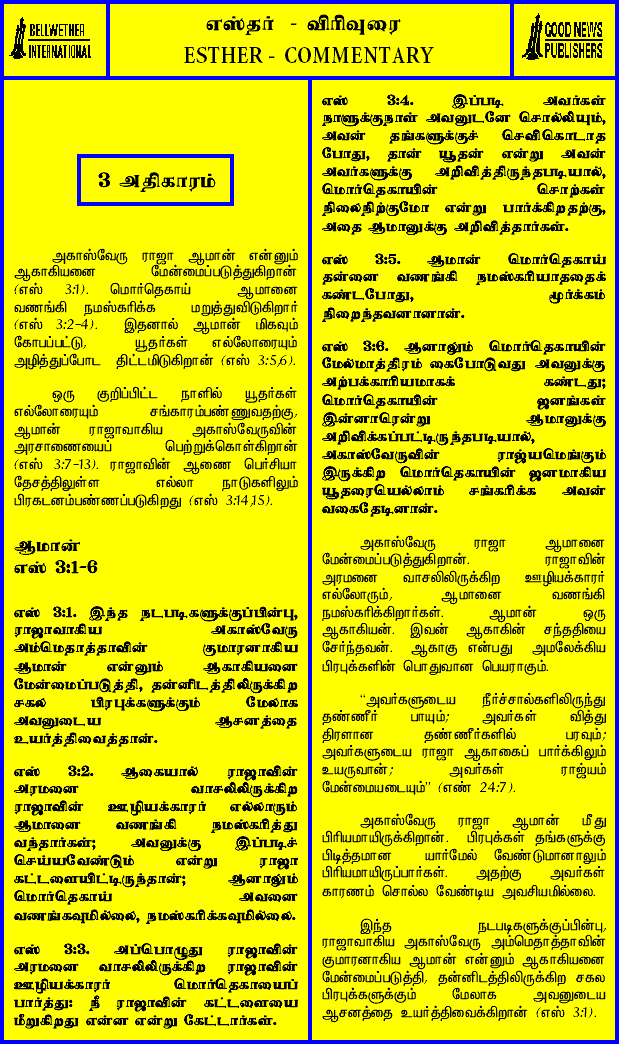 BELLWETHER
INTERNATIONAL
எஸ்தர் - விரிவுரை
ESTHER - COMMENTARY
GOOD NEWS
PUBLISHERS
3 அதிகாரம்
அகாஸ்வேரு ராஜா ஆமான் என்னும்
ஆகாகியனை மேன்மைப்படுத்துகிறான்
(எஸ் 3:1). மொர்தெகாய் ஆமானை
வணங்கி நமஸ்கரிக்க மறுத்துவிடுகிறார்
(எஸ் 3:2-4). இதனால் ஆமான் மிகவும்
கோபப்பட்டு, யூதர்கள் எல்லோரையும்
அழித்துப்போட திட்டமிடுகிறான் (எஸ் 3:5,6).
ஒரு குறிப்பிட்ட நாளில் யூதர்கள்
எல்லோரையும் சங்காரம்பண்ணுவதற்கு,
ஆமான் ராஜாவாகிய அகாஸ்வேருவின்
அரசாணையைப் பெற்றுக்கொள்கிறான்
(எஸ் 3:7-13). ராஜாவின் ஆணை பெர்சியா
தேசத்திலுள்ள எல்லா நாடுகளிலும்
பிரகடனம்பண்ணப்படுகிறது (எஸ் 3:14,15).
ஆமான்
எஸ் 3:1-6
எஸ் 3:1. இந்த நடபடிகளுக்குப்பின்பு,
ராஜாவாகிய அகாஸ்வேரு
அம்மெதாத்தாவின் குமாரனாகிய
ஆமான் என்னும் ஆகாகியனை
மேன்மைப்படுத்தி, தன்னிடத்திலிருக்கிற
சகல பிரபுக்களுக்கும் மேலாக
அவனுடைய ஆசனத்தை
உயர்த்திவைத்தான்.
எஸ் 3:2. ஆகையால் ராஜாவின்
அரமனை வாசலிலிருக்கிற
ராஜாவின் ஊழியக்காரர் எல்லாரும்
ஆமானை வணங்கி நமஸ்கரித்து
வந்தார்கள்; அவனுக்கு இப்படிச்
செய்யவேண்டும் என்று ராஜா
கட்டளையிட்டிருந்தான்; ஆனாலும்
மொர்தெகாய் அவனை
வணங்கவுமில்லை, நமஸ்கரிக்கவுமில்லை.
எஸ் 3:3. அப்பொழுது ராஜாவின்
அரமனை வாசலிலிருக்கிற ராஜாவின்
ஊழியக்காரர் மொர்தெகாயைப்
பார்த்து: நீ ராஜாவின் கட்டளையை
மீறுகிறது என்ன என்று கேட்டார்கள்.
எஸ் 3:4. இப்படி அவர்கள்
நாளுக்குநாள் அவனுடனே சொல்லியும்,
அவன் தங்களுக்குச் செவிகொடாத
போது, தான் யூதன் என்று அவன்
அவர்களுக்கு அறிவித்திருந்தபடியால்,
மொர்தெகாயின் சொற்கள்
நிலைநிற்குமோ என்று பார்க்கிறதற்கு,
அதை ஆமானுக்கு அறிவித்தார்கள்.
எஸ் 3:5. ஆமான் மொர்தெகாய்
தன்னை வணங்கி நமஸ்கரியாததைக்
கண்டபோது, மூர்க்கம்
நிறைந்தவனானான்.
எஸ் 3:6. ஆனாலும் மொர்தெகாயின்
மேல்மாத்திரம் கைபோடுவது அவனுக்கு
அற்பக்காரியமாகக் கண்டது;
மொர்தெகாயின் ஜனங்கள்
இன்னாரென்று ஆமானுக்கு
அறிவிக்கப்பட்டிருந்தபடியால்,
அகாஸ்வேருவின் ராஜ்யமெங்கும்
இருக்கிற மொர்தெகாயின் ஜனமாகிய
யூதரையெல்லாம் சங்கரிக்க அவன்
வகைதேடினான்.
அகாஸ்வேரு ராஜா ஆமானை
மேன்மைப்படுத்துகிறான். ராஜாவின்
அரமனை வாசலிலிருக்கிற ஊழியக்காரர்
எல்லோரும், ஆமானை வணங்கி
நமஸ்கரிக்கிறார்கள். ஆமான் ஒரு
ஆகாகியன். இவன் ஆகாகின் சந்ததியை
சேர்ந்தவன். ஆகாகு என்பது அமலேக்கிய
பிரபுக்களின் பொதுவான பெயராகும்.
“அவர்களுடைய நீர்ச்சால்களிலிருந்து
தண்ணீர் பாயும்; அவர்கள் வித்து
திரளான தண்ணீர்களில் பரவும்;
அவர்களுடைய ராஜா ஆகாகைப் பார்க்கிலும்
உயருவான்; அவர்கள் ராஜ்யம்
மேன்மையடையும்” (எண் 24:7).
அகாஸ்வேரு ராஜா ஆமான் மீது
பிரியமாயிருக்கிறான். பிரபுக்கள் தங்களுக்கு
பிடித்தமான யார்மேல் வேண்டுமானாலும்
பிரியமாயிருப்பார்கள். அதற்கு அவர்கள்
காரணம் சொல்ல வேண்டிய அவசியமில்லை.
இந்த நடபடிகளுக்குப்பின்பு,
ராஜாவாகிய அகாஸ்வேரு அம்மெதாத்தாவின்
குமாரனாகிய ஆமான் என்னும் ஆகாகியனை
மேன்மைப்படுத்தி, தன்னிடத்திலிருக்கிற சகல
பிரபுக்களுக்கும் மேலாக அவனுடைய
ஆசனத்தை உயர்த்திவைக்கிறான் (எஸ் 3:1).